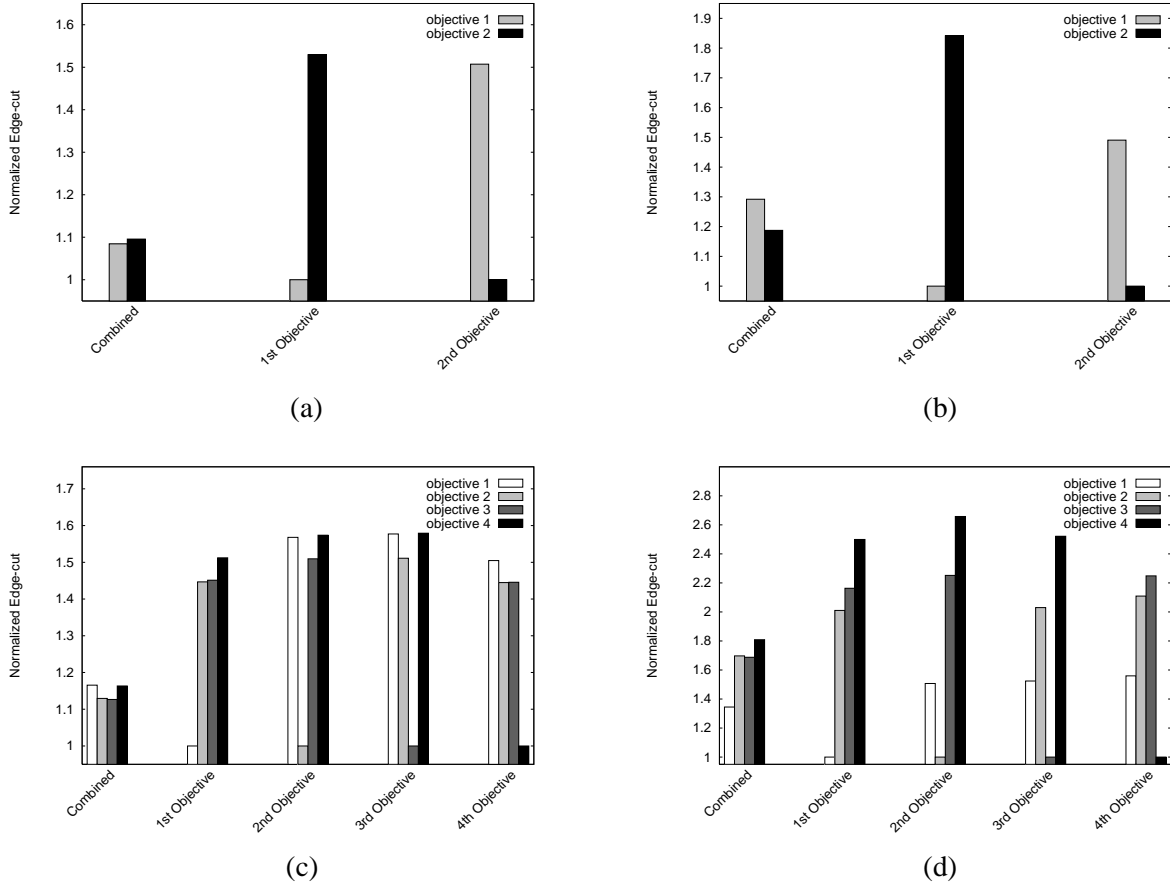 Normalized Edge-cut
1.6
1.5
1.4
1.3
1.2
1.1
1
objective 1
objective 2
Combined
1st Objective
2nd Objective
(a)
Normalized Edge-cut
1.9
1.8
1.7
1.6
1.5
1.4
1.3
1.2
1.1
1
objective 1
objective 2
Combined
1st Objective
2nd Objective
(b)
Normalized Edge-cut
1.7
1.6
1.5
1.4
1.3
1.2
1.1
1
objective 1
objective 2
objective 3
objective 4
Combined
1st Objective
2nd Objective
3rd Objective
4th Objective
(c)
Normalized Edge-cut
2.8
2.6
2.4
2.2
2
1.8
1.6
1.4
1.2
1
objective 1
objective 2
objective 3
objective 4
Combined
1st Objective
2nd Objective
3rd Objective
4th Objective
(d)